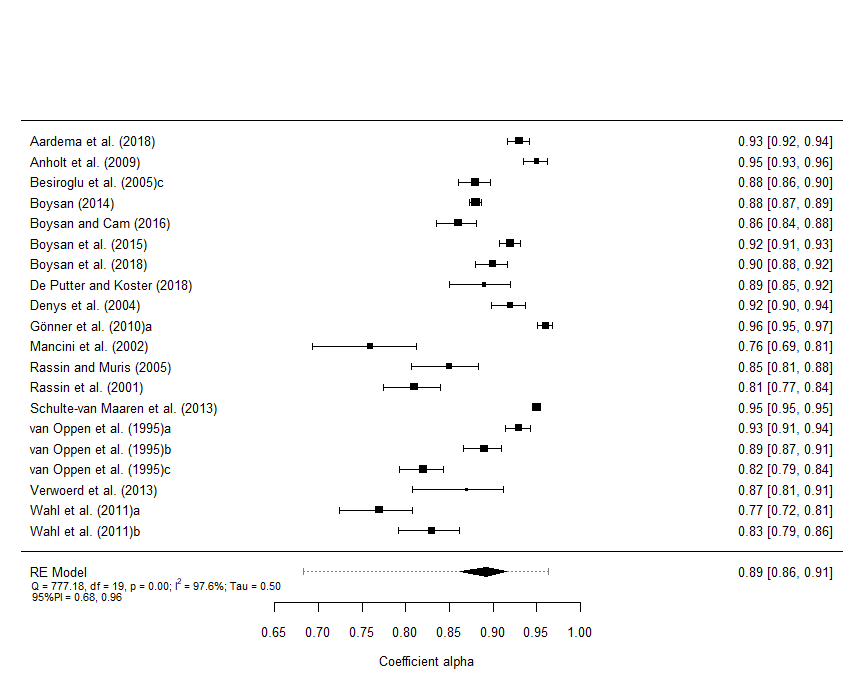 Aardema et al. (2018) 0.93 [0.92, 0.94]
Anholt et al. (2009) 0.95 [0.93, 0.96]
Besiroglu et al. (2005)c 0.88 [0.86, 0.90]
Boysan (2014) 0.88 [0.87, 0.89]
Boysan and Cam (2016) 0.86 [0.84, 0.88]
Boysan et al. (2015) 0.92 [0.91, 0.93]
Boysan et al. (2018) 0.90 [0.88, 0.92]
De Putter and Koster (2018) 0.89 [0.85, 0.92]
Denys et al. (2004) 0.92 [0.90, 0.94]
Gönner et al. (2010)a 0.96 [0.95, 0.97]
Mancini et al. (2002) 0.76 [0.69, 0.81]
Rassin and Muris (2005) 0.85 [0.81, 0.88]
Rassin et al. (2001) 0.81 [0.77, 0.84]
Schulte-van Maaren et al. (2013) 0.95 [0.95, 0.95]
van Oppen et al. (1995)a 0.93 [0.91, 0.94]
van Oppen et al. (1995)b 0.89 [0.87, 0.91]
van Oppen et al. (1995)c 0.82 [0.79, 0.84]
Verwoerd et al. (2013) 0.87 [0.81, 0.91]
Wahl et al. (2011)a 0.77 [0.72, 0.81]
Wahl et al. (2011)b 0.83 [0.79, 0.86]
RE Model 0.89 [0.86, 0.91]
Q = 777.18, df = 19, p = 0.00; I² = 97.6%; Tau = 0.50
95%PI = 0.68, 0.96
0.65 0.70 0.75 0.80 0.85 0.90 0.95 1.00
Coefficient alpha